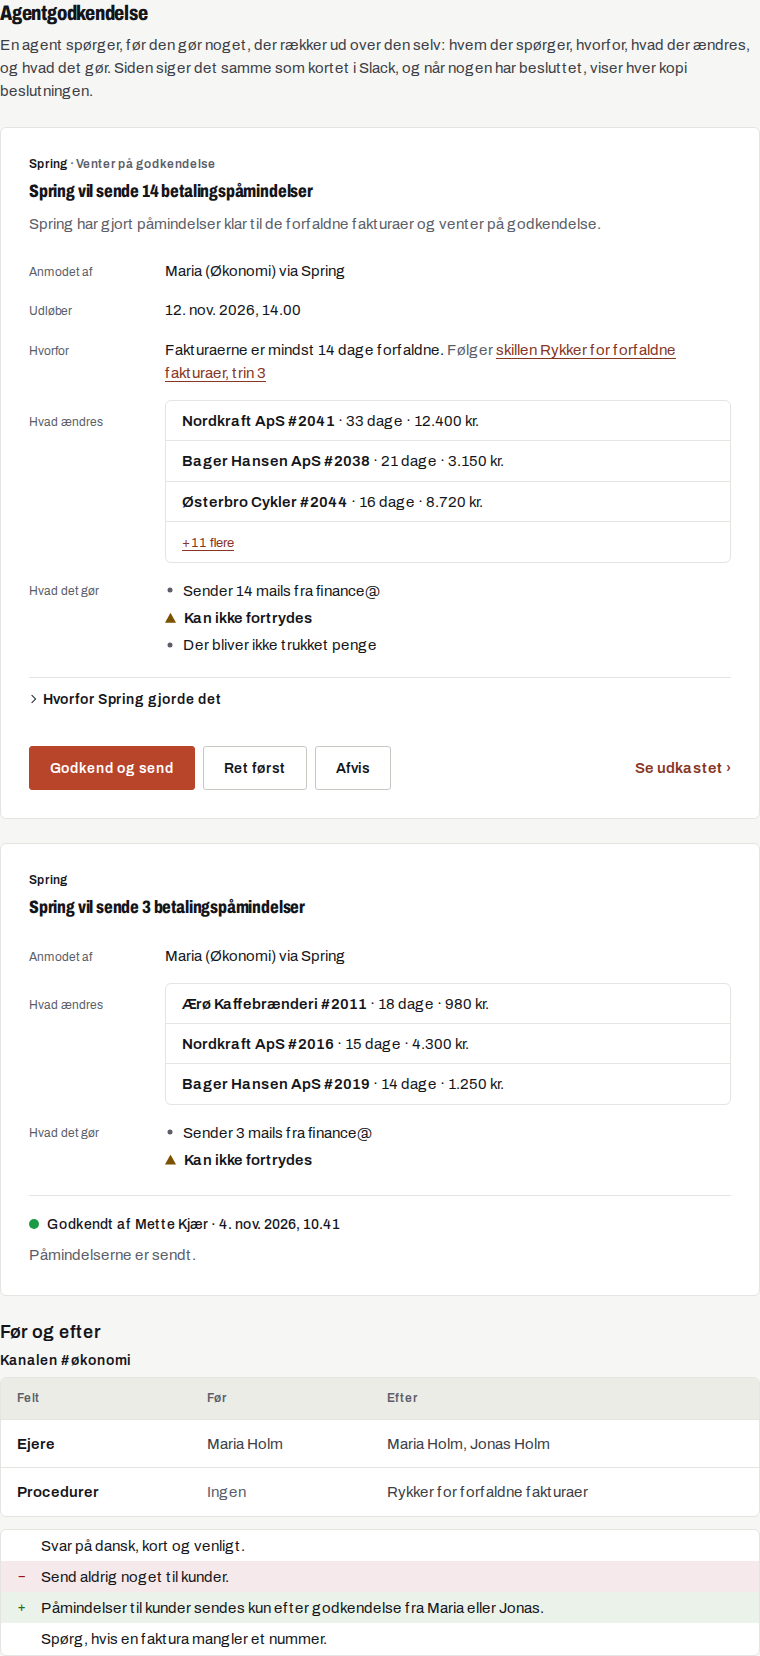 Agentgodkendelse
En agent spørger, før den gør noget, der rækker ud over den selv: hvem der spørger, hvorfor, hvad der ændres,
og hvad det gør. Siden siger det samme som kortet i Slack, og når nogen har besluttet, viser hver kopi
beslutningen.
Spring · Venter på godkendelse
Spring vil sende 14 betalingspåmindelser
Spring har gjort påmindelser klar til de forfaldne fakturaer og venter på godkendelse.
Anmodet af Maria (Økonomi) via Spring
Udløber 12. nov. 2026, 14.00
Hvorfor Fakturaerne er mindst 14 dage forfaldne. Følger skillen Rykker for forfaldne
fakturaer, trin 3
Hvad ændres Nordkraft ApS #2041 · 33 dage · 12.400 kr.
Bager Hansen ApS #2038 · 21 dage · 3.150 kr.
Østerbro Cykler #2044 · 16 dage · 8.720 kr.
+11 flere
Hvad det gør • Sender 14 mails fra finance@
▲ Kan ikke fortrydes
• Der bliver ikke trukket penge
› Hvorfor Spring gjorde det
Godkend og send Ret først Afvis Se udkastet ›
Spring
Spring vil sende 3 betalingspåmindelser
Anmodet af Maria (Økonomi) via Spring
Hvad ændres Ærø Kaffebrænderi #2011 · 18 dage · 980 kr.
Nordkraft ApS #2016 · 15 dage · 4.300 kr.
Bager Hansen ApS #2019 · 14 dage · 1.250 kr.
Hvad det gør • Sender 3 mails fra finance@
▲ Kan ikke fortrydes
Godkendt af Mette Kjær · 4. nov. 2026, 10.41
Påmindelserne er sendt.
Før og efter
Kanalen #økonomi
Felt Før Efter
Ejere Maria Holm Maria Holm, Jonas Holm
Procedurer Ingen Rykker for forfaldne fakturaer
Svar på dansk, kort og venligt.
− Send aldrig noget til kunder.
+ Påmindelser til kunder sendes kun efter godkendelse fra Maria eller Jonas.
Spørg, hvis en faktura mangler et nummer.